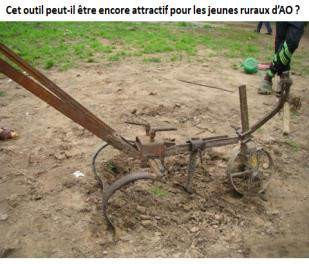 Cet outil peut-il être encore attractif pour les jeunes ruraux d'AO ?